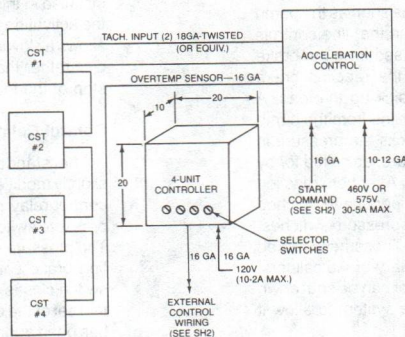 TACH. INPUT (2) 18GA-TWISTED
(OR EQUIV.)
CST
#1
ACCELERATION
CONTROL
OVERTEMP SENSOR—16 GA
10
20
CST
#2
20
4-UNIT
CONTROLLER
16 GA
10-12 GA
START
COMMAND
(SEE SH2)
460V OR
575V
30-5A MAX.
CST
#3
SELECTOR
SWITCHES
16 GA
16 GA
120V
(10-2A MAX.)
CST
#4
EXTERNAL
CONTROL
WIRING
(SEE SH2)